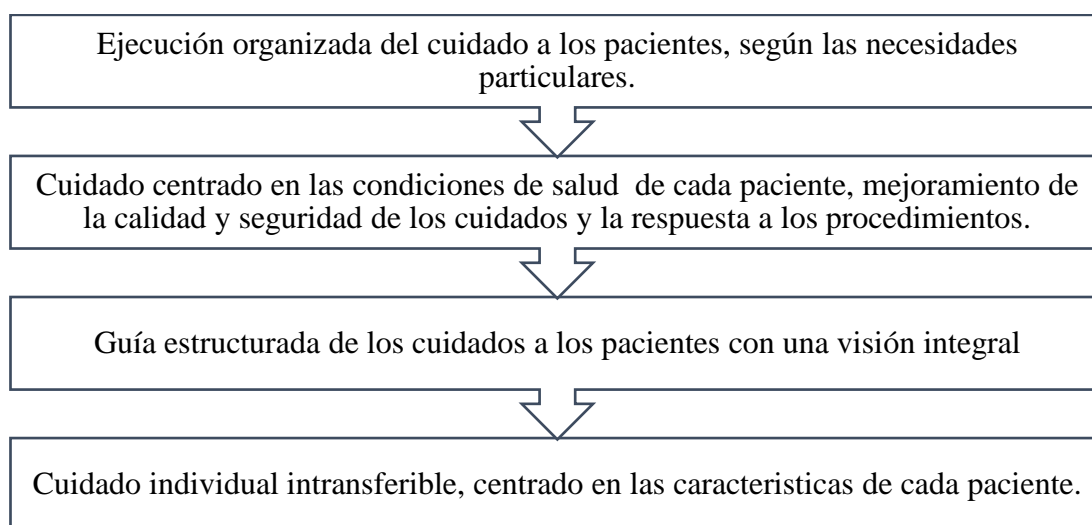 Ejecución organizada del cuidado a los pacientes, según las necesidades
particulares.
Cuidado centrado en las condiciones de salud de cada paciente, mejoramiento de
la calidad y seguridad de los cuidados y la respuesta a los procedimientos.
Guía estructurada de los cuidados a los pacientes con una visión integral
Cuidado individual intransferible, centrado en las caracteristicas de cada paciente.